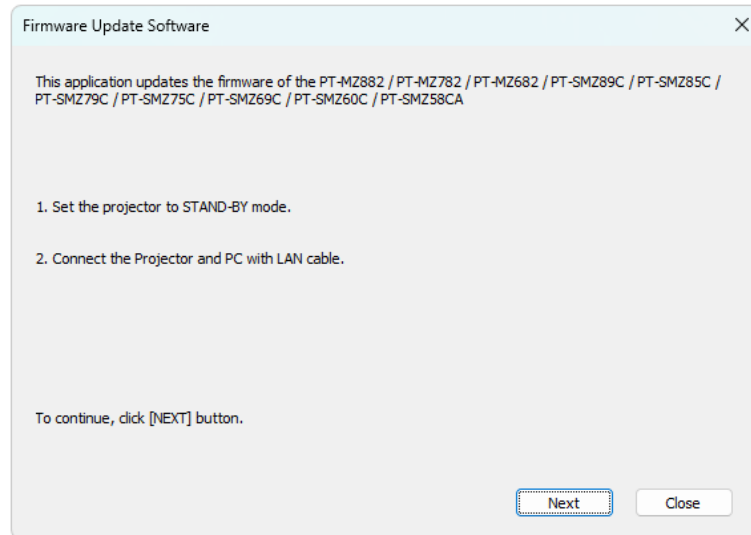 Firmware Update Software
This application updates the firmware of the PT-MZ882 / PT-MZ782 / PT-MZ682 / PT-SMZ89C / PT-SMZ85C /
PT-SMZ79C / PT-SMZ75C / PT-SMZ69C / PT-SMZ60C / PT-SMZ58CA
1. Set the projector to STAND-BY mode.
2. Connect the Projector and PC with LAN cable.
To continue, click [NEXT] button.
Next
Close